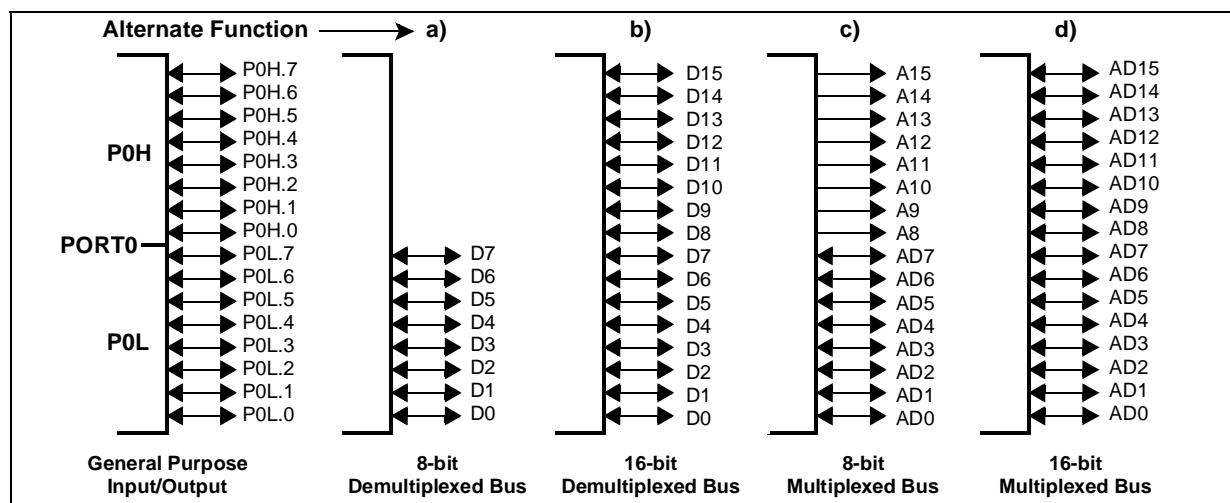 Alternate Function a) b) c) d)
P0H.7 D15 A15 AD15
P0H.6 D14 A14 AD14
P0H.5 D13 A13 AD13
P0H.4 D12 A12 AD12
P0H P0H.3 D11 A11 AD11
P0H.2 D10 A10 AD10
P0H.1 D9 A9 AD9
P0H.0 D8 A8 AD8
PORT0 P0L.7 D7 D7 AD7 AD7
P0L.6 D6 D6 AD6 AD6
P0L.5 D5 D5 AD5 AD5
P0L.4 D4 D4 AD4 AD4
P0L P0L.3 D3 D3 AD3 AD3
P0L.2 D2 D2 AD2 AD2
P0L.1 D1 D1 AD1 AD1
P0L.0 D0 D0 AD0 AD0
General Purpose 8-bit 16-bit 8-bit 16-bit
Input/Output Demultiplexed Bus Demultiplexed Bus Multiplexed Bus Multiplexed Bus